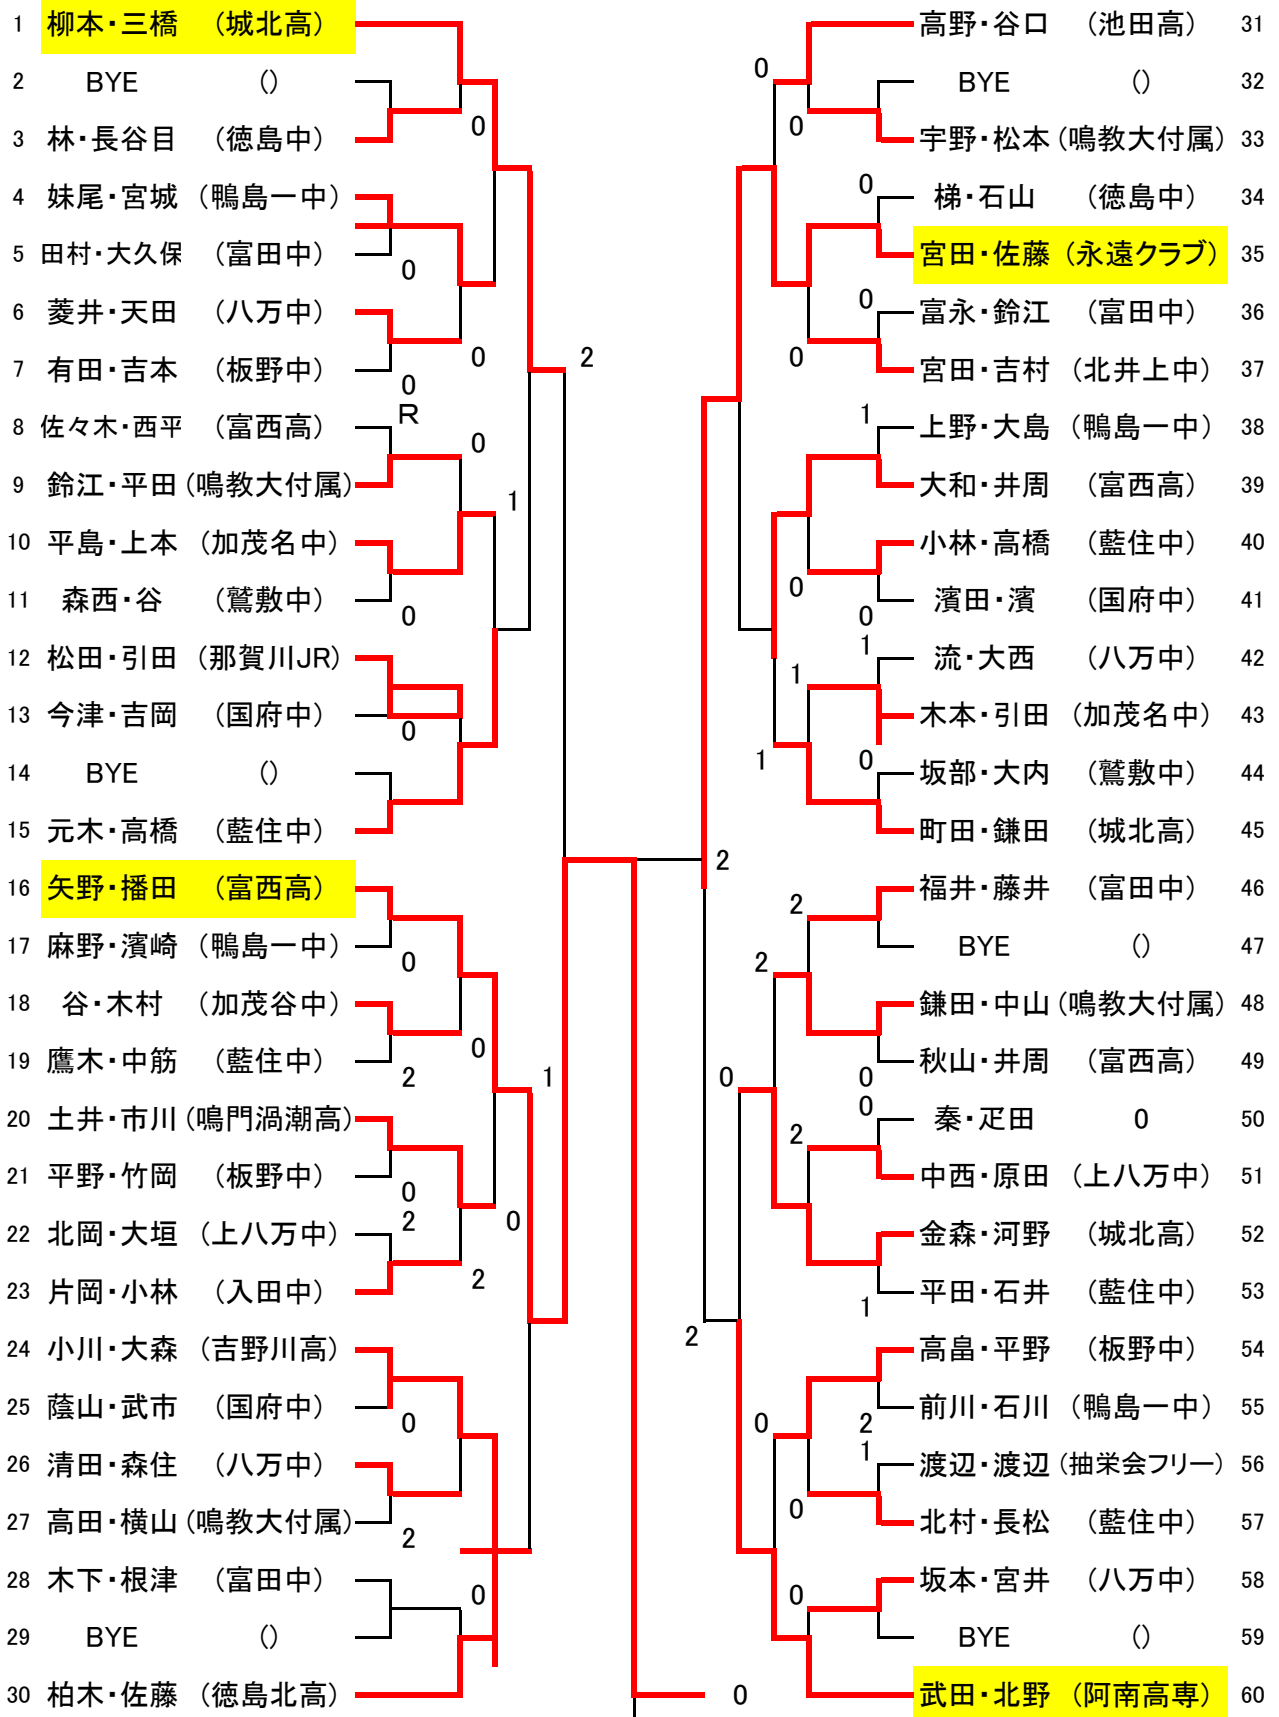 1 柳本・三橋 (城北高)
2 BYE ()
0
3 林・長谷目 (徳島中)
4 妹尾・宮城 (鴨島一中)
5 田村・大久保 (富田中)
0
6 菱井・天田 (八万中)
0
2
7 有田・吉本 (板野中)
0
R
8 佐々木・西平 (富西高)
0
9 鈴江・平田 (鳴教大付属)
1
10 平島・上本 (加茂名中)
11 森西・谷 (鷲敷中)
0
12 松田・引田 (那賀川JR)
13 今津・吉岡 (国府中)
0
14 BYE ()
15 元木・高橋 (藍住中)
16 矢野・播田 (富西高)
17 麻野・濱崎 (鴨島一中)
0
18 谷・木村 (加茂谷中)
0
19 鷹木・中筋 (藍住中)
2
1
20 土井・市川 (鳴門渦潮高)
21 平野・竹岡 (板野中)
0
2
22 北岡・大垣 (上八万中)
0
23 片岡・小林 (入田中)
2
24 小川・大森 (吉野川高)
25 蔭山・武市 (国府中)
0
26 清田・森住 (八万中)
27 高田・横山 (鳴教大付属)
2
28 木下・根津 (富田中)
0
29 BYE ()
30 柏木・佐藤 (徳島北高)
0
高野・谷口 (池田高) 31
0
BYE () 32
0
宇野・松本 (鳴教大付属) 33
0
梯・石山 (徳島中) 34
宮田・佐藤 (永遠クラブ) 35
0
富永・鈴江 (富田中) 36
0
宮田・吉村 (北井上中) 37
1
上野・大島 (鴨島一中) 38
大和・井周 (富西高) 39
小林・高橋 (藍住中) 40
0
濱田・濱 (国府中) 41
0
1
流・大西 (八万中) 42
1
木本・引田 (加茂名中) 43
1
0
坂部・大内 (鷲敷中) 44
町田・鎌田 (城北高) 45
2
福井・藤井 (富田中) 46
2
BYE () 47
2
鎌田・中山 (鳴教大付属) 48
秋山・井周 (富西高) 49
0
0
0
秦・疋田 0 50
2
中西・原田 (上八万中) 51
金森・河野 (城北高) 52
平田・石井 (藍住中) 53
1
2
高畠・平野 (板野中) 54
前川・石川 (鴨島一中) 55
0
2
1
渡辺・渡辺 (抽栄会フリー) 56
0
北村・長松 (藍住中) 57
坂本・宮井 (八万中) 58
0
BYE () 59
武田・北野 (阿南高専) 60